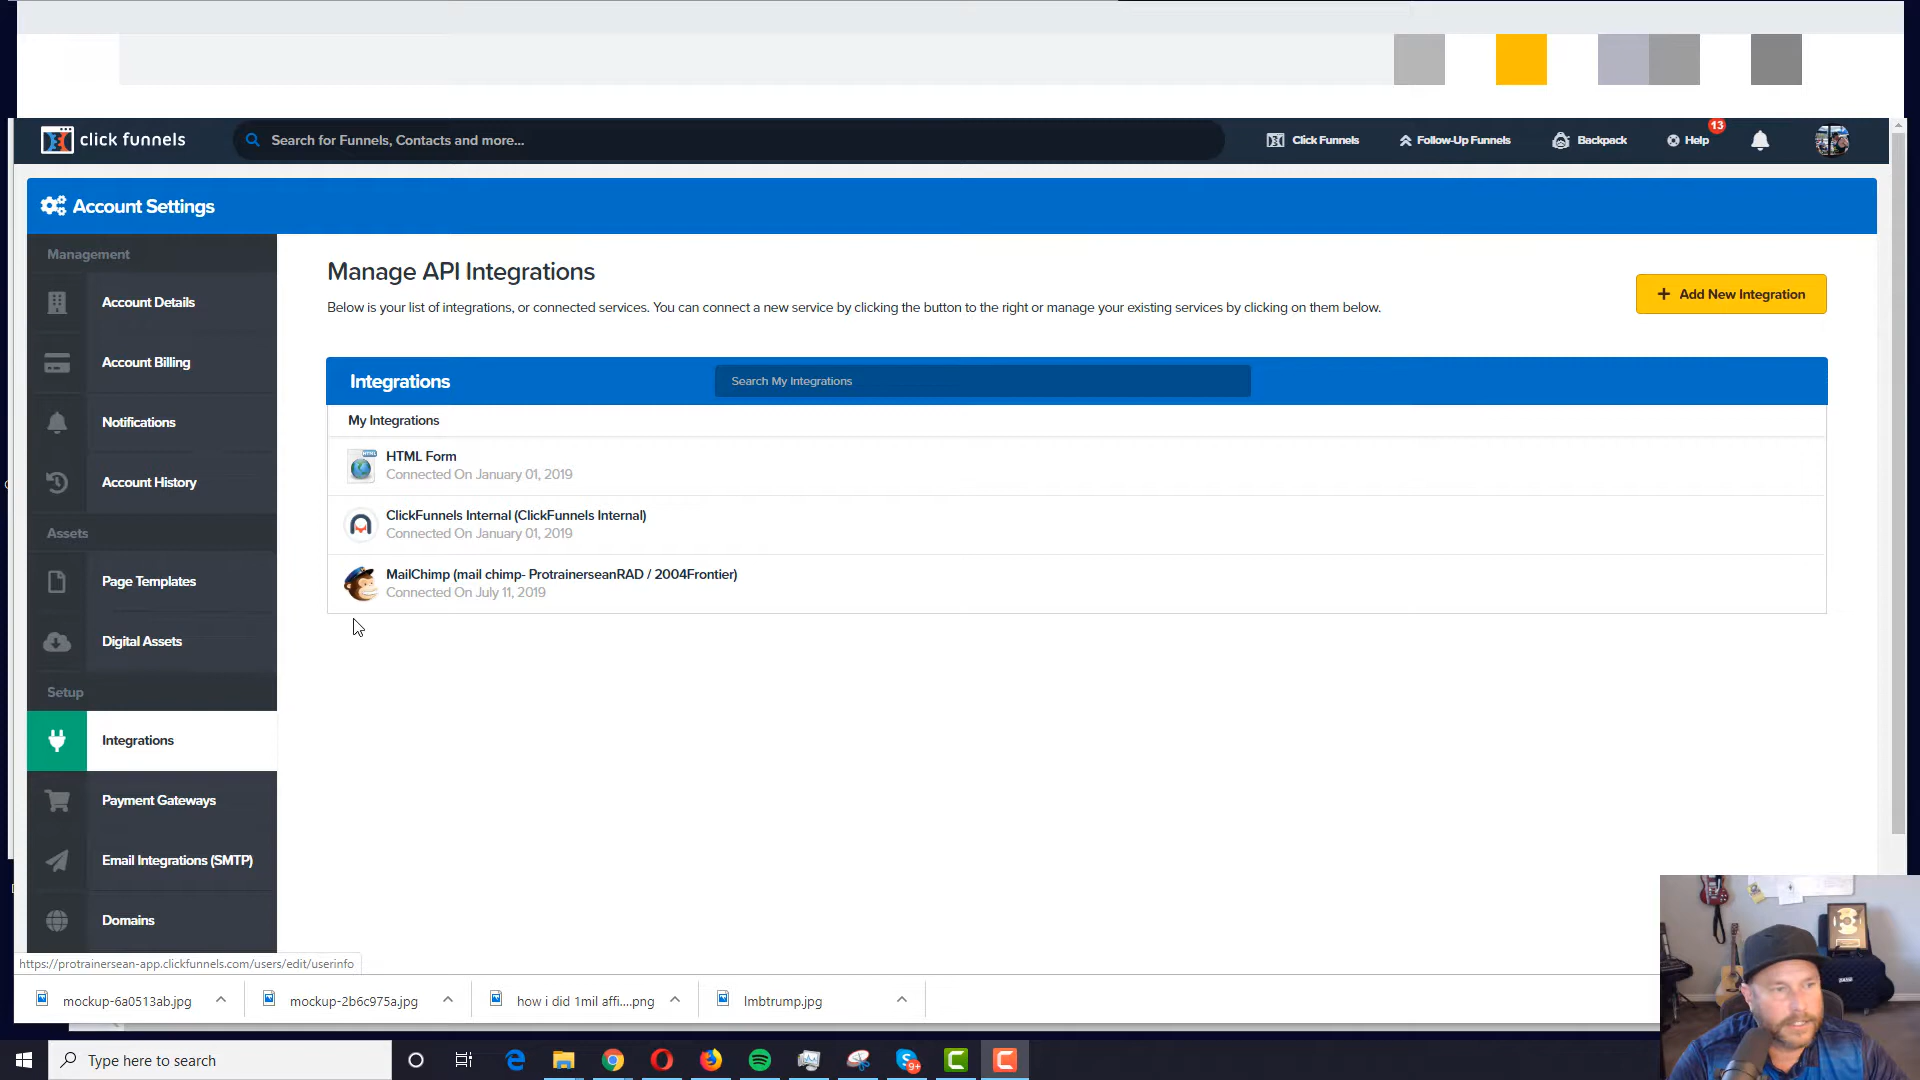 click funnels
Search for Funnels, Contacts and more...
Click Funnels
Follow-Up Funnels
Backpack
Help
13
Account Settings
Management
Account Details
Account Billing
Notifications
Account History
Assets
Page Templates
Digital Assets
Setup
Integrations
Payment Gateways
Email Integrations (SMTP)
Domains
Manage API Integrations
Below is your list of integrations, or connected services. You can connect a new service by clicking the button to the right or manage your existing services by clicking on them below.
+ Add New Integration
Integrations
Search My Integrations
My Integrations
HTML Form
Connected On January 01, 2019
ClickFunnels Internal (ClickFunnels Internal)
Connected On January 01, 2019
MailChimp (mail chimp- ProtrainerseanRAD / 2004Frontier)
Connected On July 11, 2019
https://protrainersean-app.clickfunnels.com/users/edit/userinfo
mockup-6a0513ab.jpg
mockup-2b6c975a.jpg
how i did 1mil affi....png
lmbtrump.jpg
Type here to search
9+